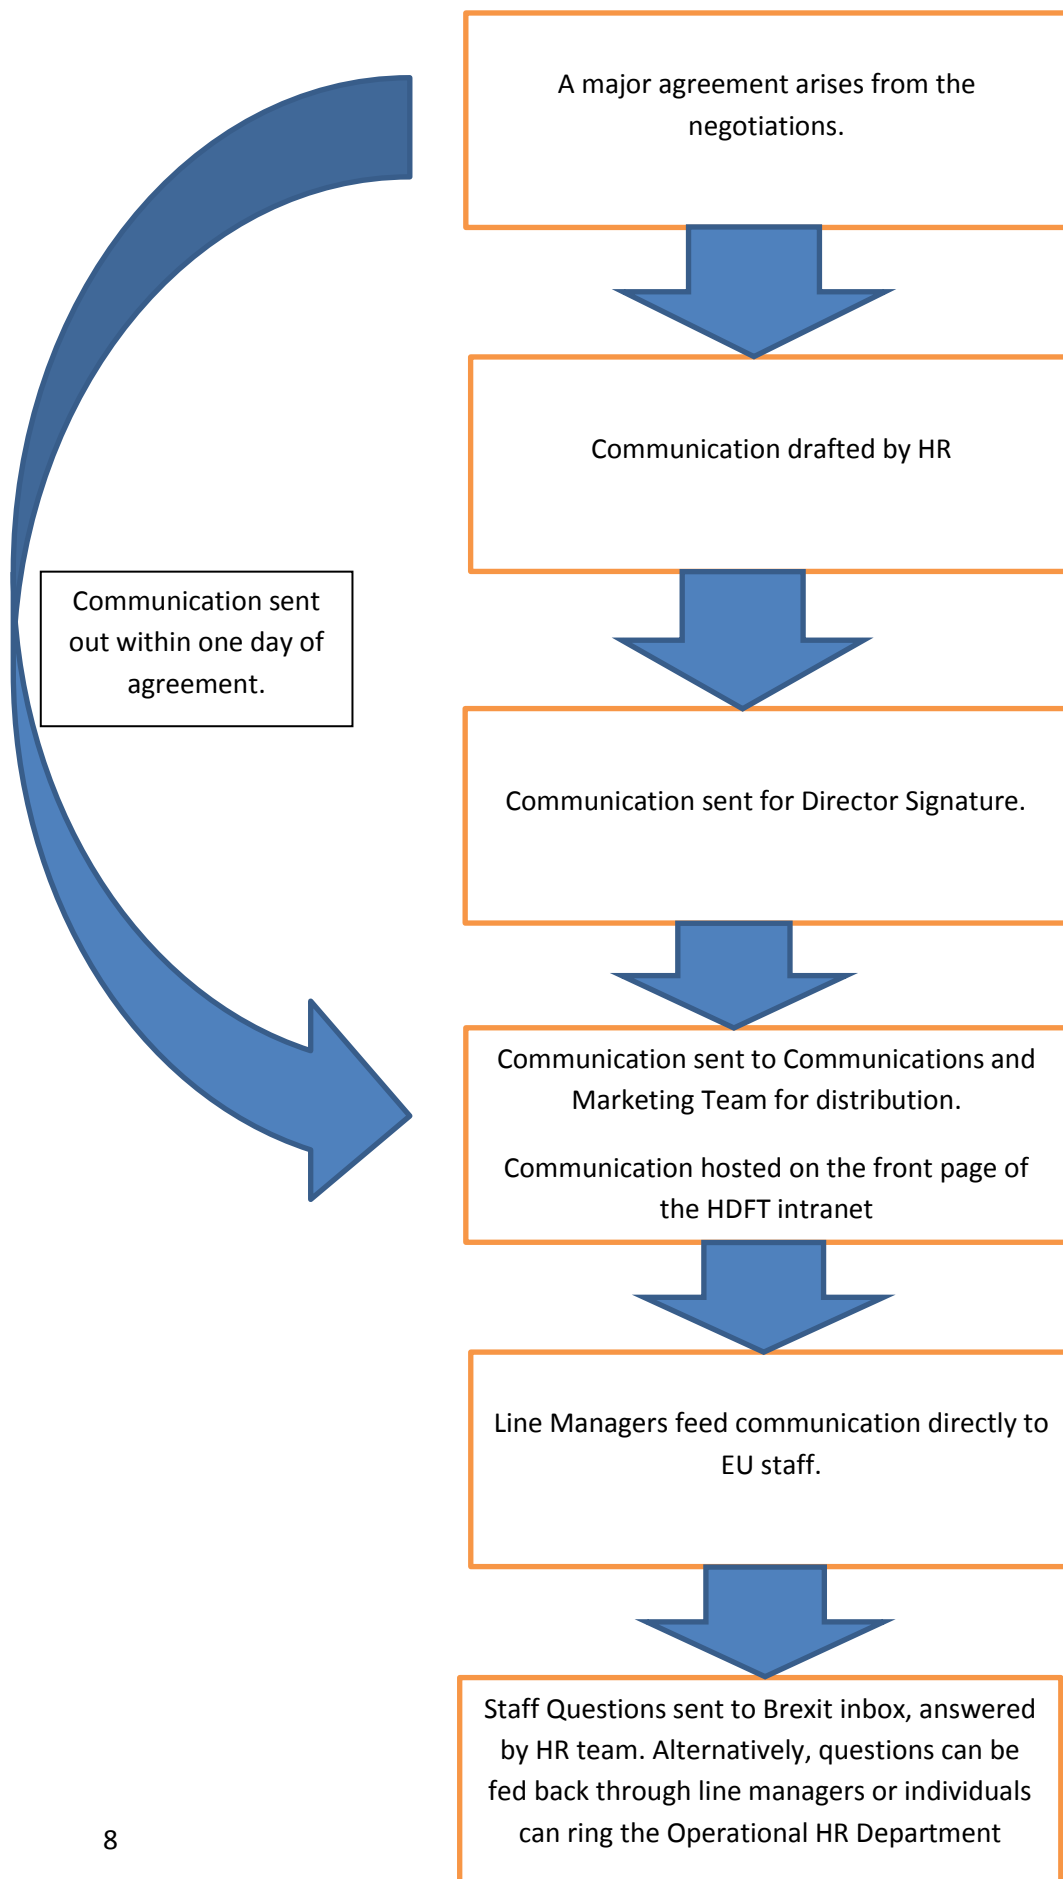 A major agreement arises from the
negotiations.
Communication drafted by HR
Communication sent
out within one day of
agreement.
Communication sent for Director Signature.
Communication sent to Communications and
Marketing Team for distribution.
Communication hosted on the front page of
the HDFT intranet
Line Managers feed communication directly to
EU staff.
Staff Questions sent to Brexit inbox, answered
by HR team. Alternatively, questions can be
fed back through line managers or individuals
can ring the Operational HR Department
8